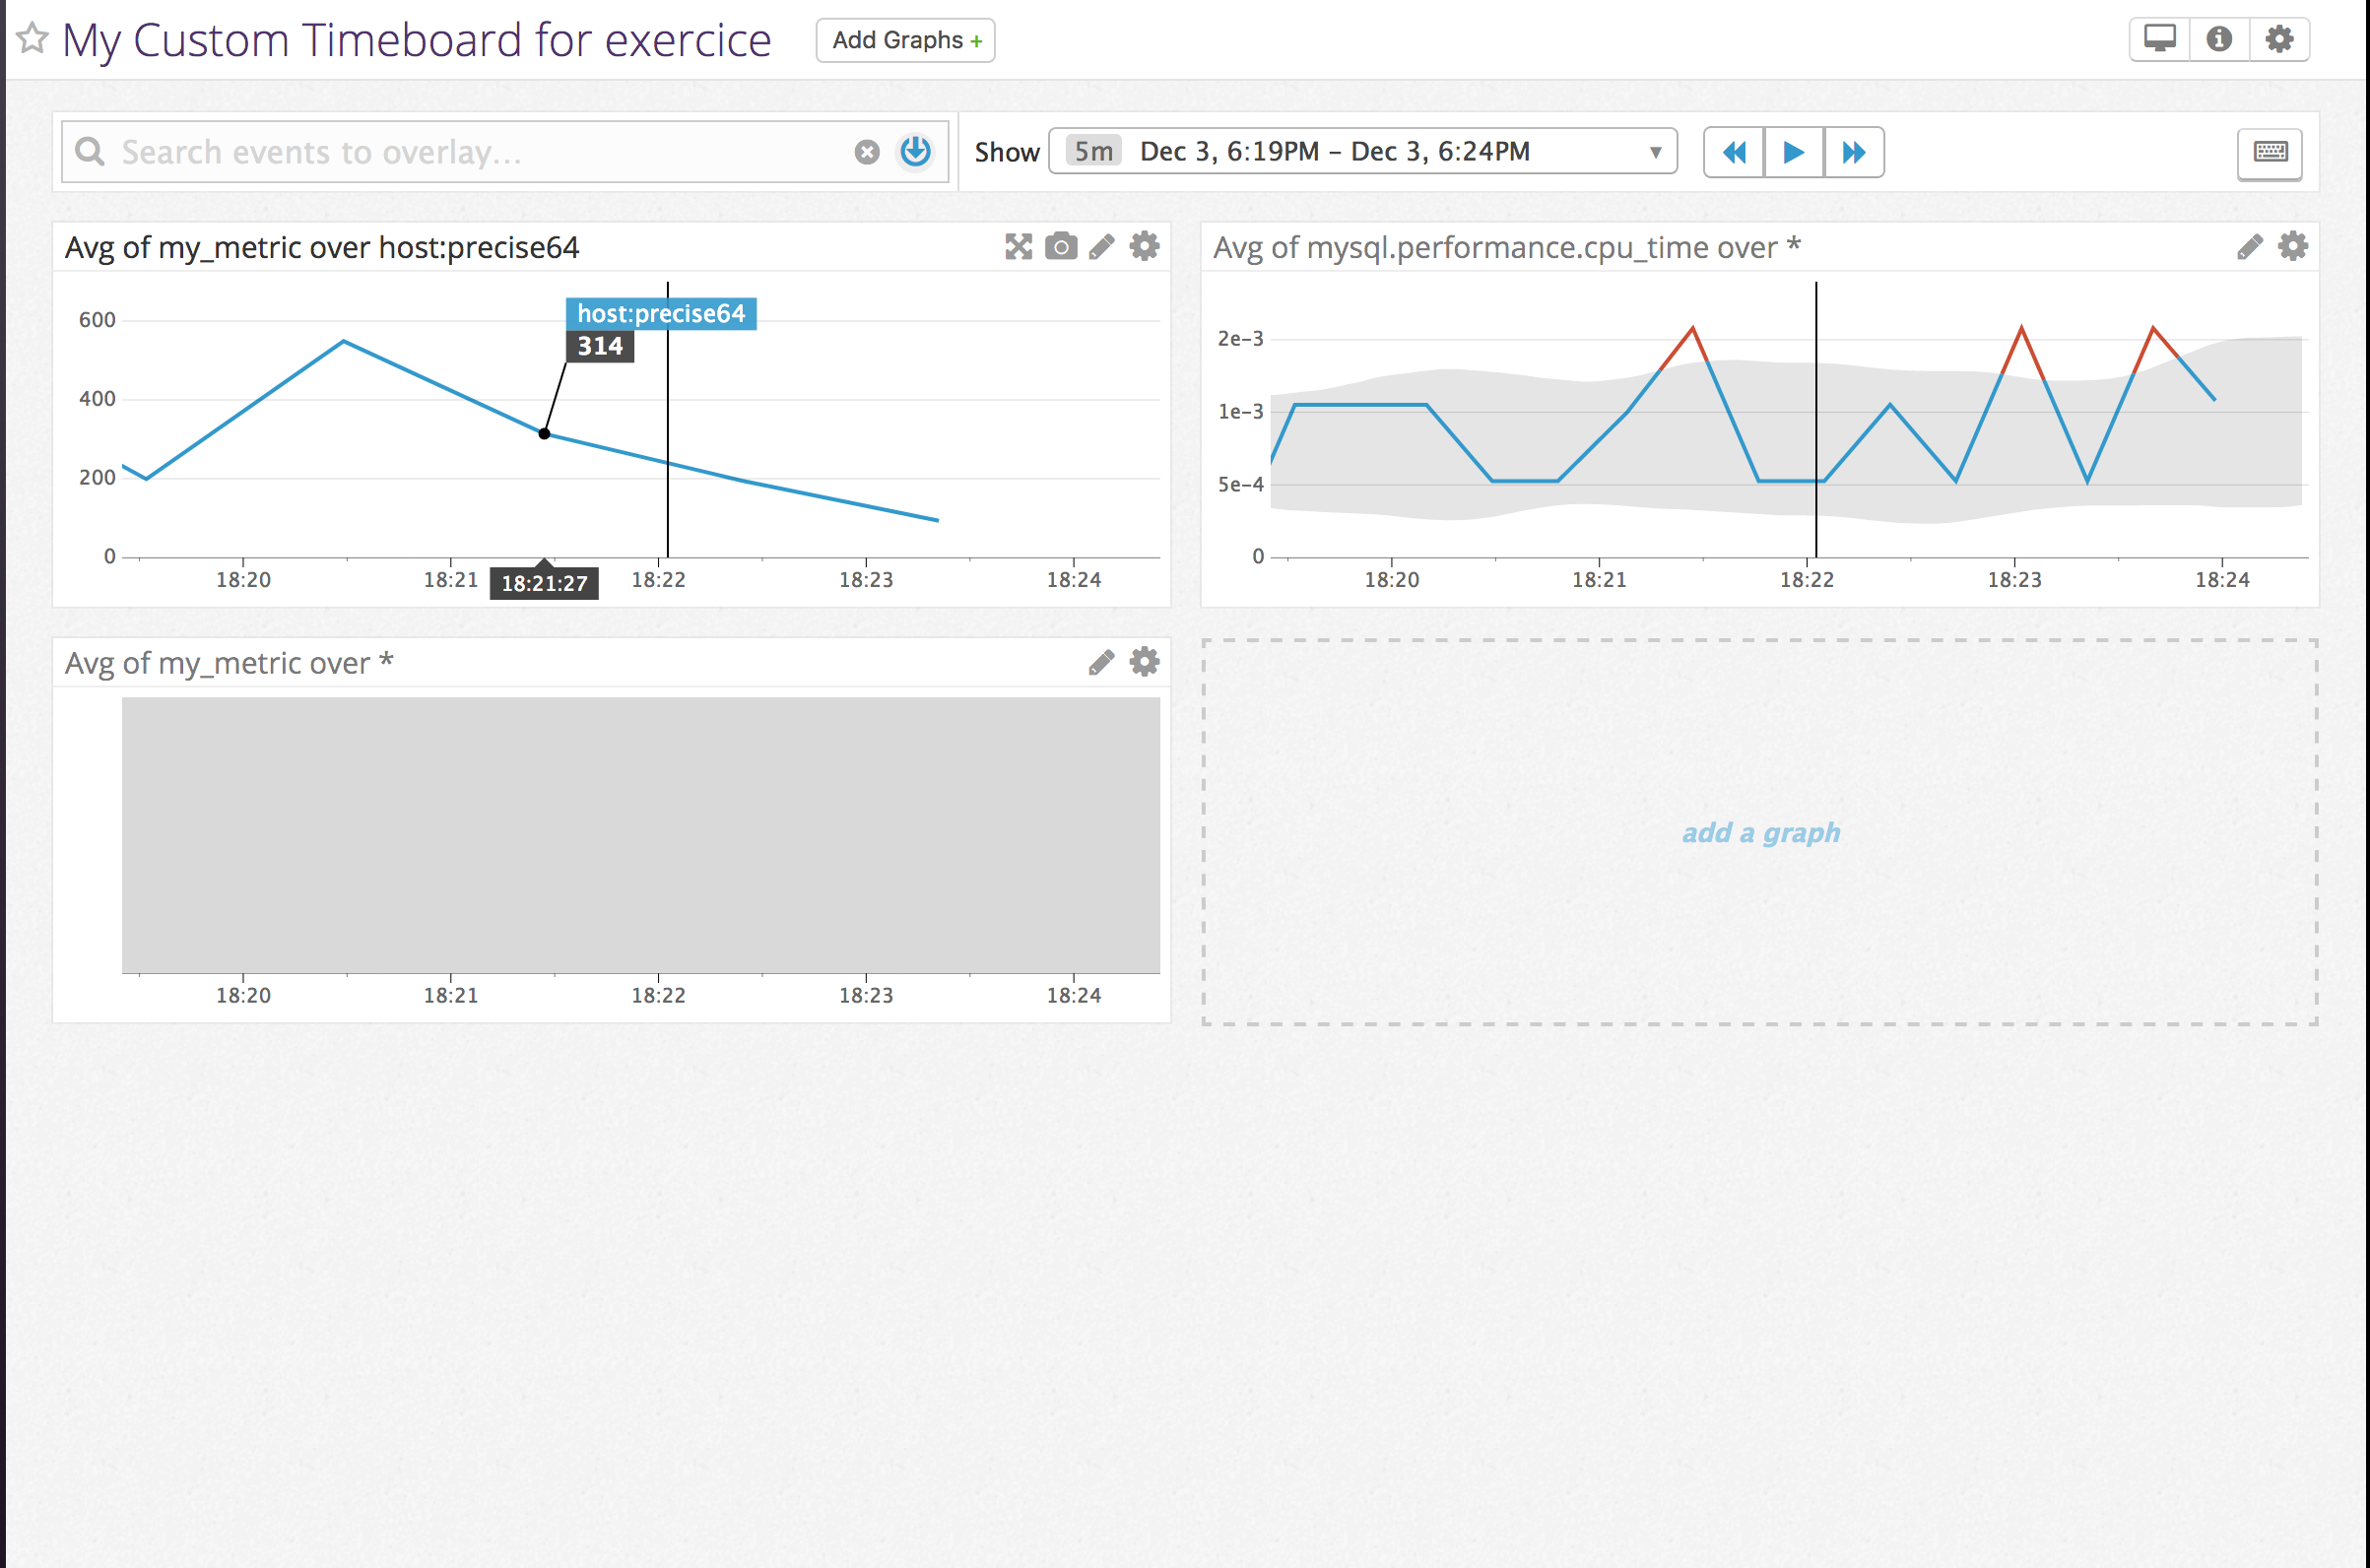 My Custom Timeboard for exercice
Add Graphs +
Search events to overlay...
Show
5m Dec 3, 6:19PM – Dec 3, 6:24PM
Avg of my_metric over host:precise64
600
400
200
0
host:precise64
314
18:20
18:21
18:21:27
18:22
18:23
18:24
Avg of mysql.performance.cpu_time over *
2e–3
1e–3
5e–4
0
18:20
18:21
18:22
18:23
18:24
Avg of my_metric over *
18:20
18:21
18:22
18:23
18:24
add a graph